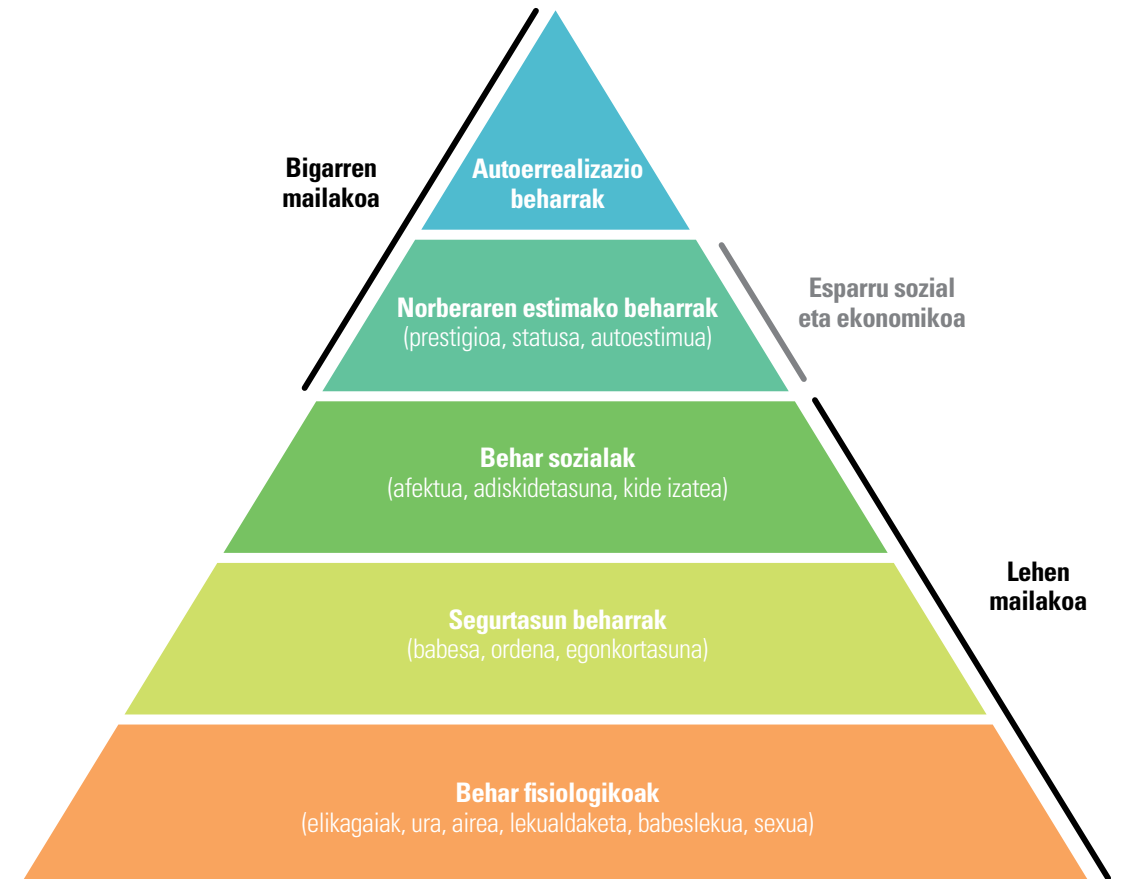 Bigarren
mailakoa
Autoerrealizazio
beharrak
Norberaren estimako beharrak
(prestigioa, statusa, autoestimua)
Esparru sozial
eta ekonomikoa
Behar sozialak
(afektua, adiskidetasuna, kide izatea)
Lehen
mailakoa
Segurtasun beharrak
(babesa, ordena, egonkortasuna)
Behar fisiologikoak
(elikagaiak, ura, airea, lekualdaketa, babeslekua, sexua)